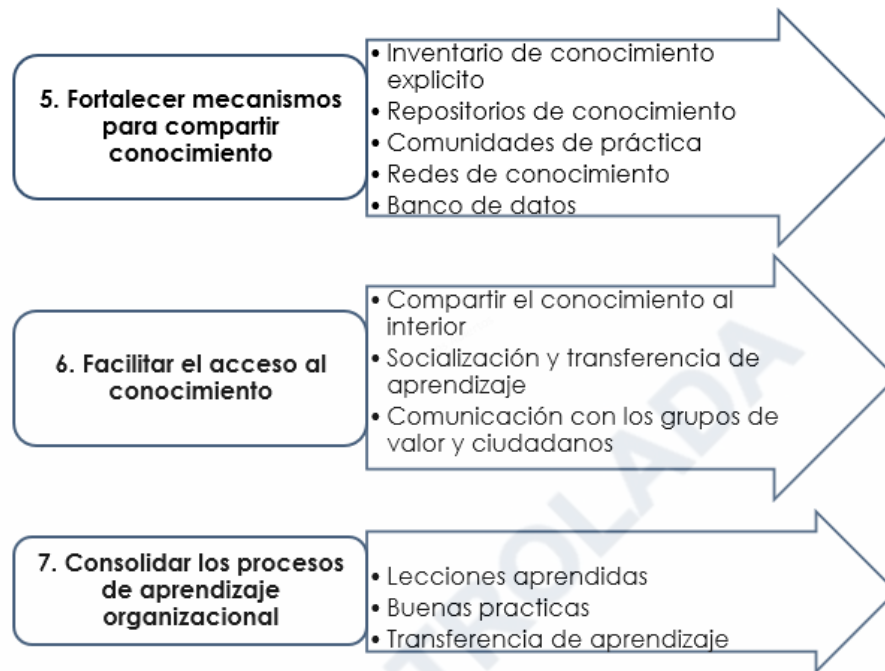 5. Fortalecer mecanismos
para compartir
conocimiento
• Inventario de conocimiento
explicito
• Repositorios de conocimiento
• Comunidades de práctica
• Redes de conocimiento
• Banco de datos
6. Facilitar el acceso al
conocimiento
• Compartir el conocimiento al
interior
• Socialización y transferencia de
aprendizaje
• Comunicación con los grupos de
valor y ciudadanos
7. Consolidar los procesos
de aprendizaje
organizacional
• Lecciones aprendidas
• Buenas practicas
• Transferencia de aprendizaje
TROLADA